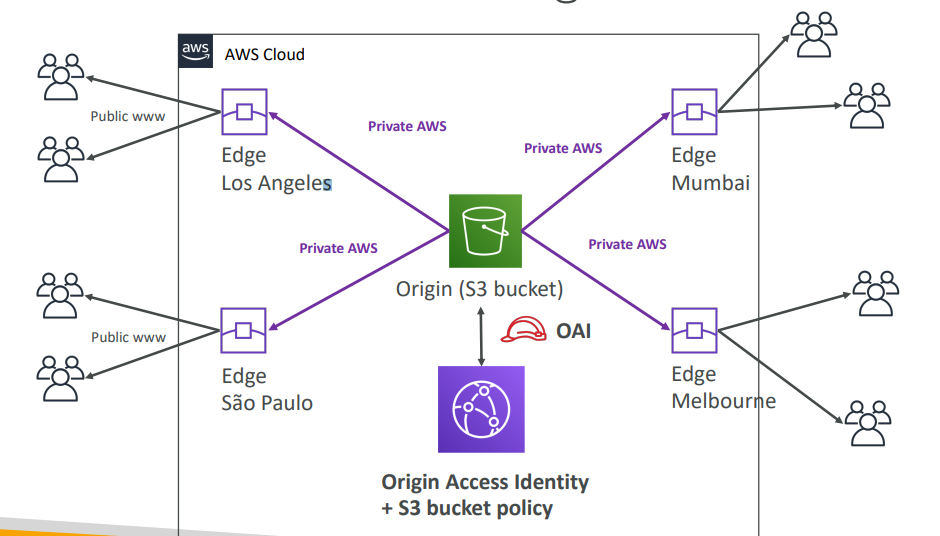 aws
AWS Cloud
Public www
Private AWS
Private AWS
Edge
Los Angeles
Edge
Mumbai
Private AWS
Private AWS
Origin (S3 bucket)
Public www
OAI
Edge
São Paulo
Edge
Melbourne
Origin Access Identity
+ S3 bucket policy